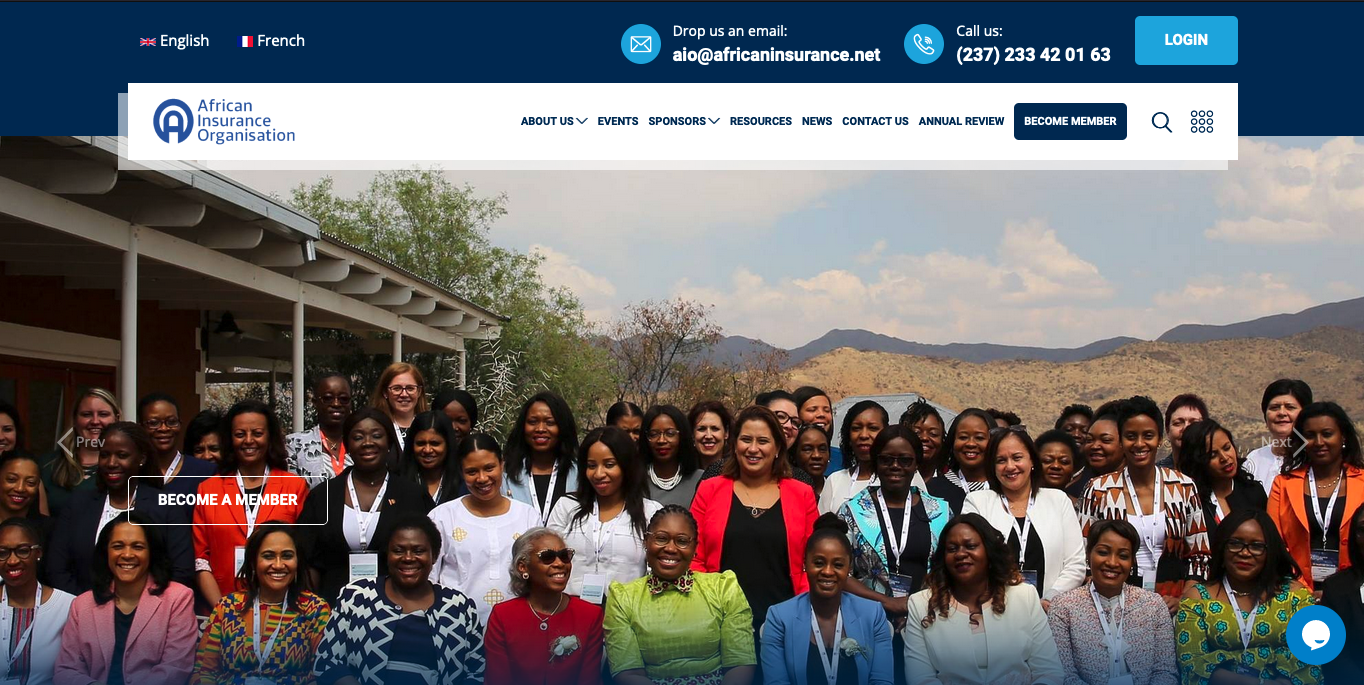 English
French
Drop us an email:
aio@africaninsurance.net
Call us:
(237) 233 42 01 63
LOGIN
African
Insurance
Organisation
ABOUT US
EVENTS
SPONSORS
RESOURCES
NEWS
CONTACT US
ANNUAL REVIEW
BECOME MEMBER
Prev
Next
BECOME A MEMBER